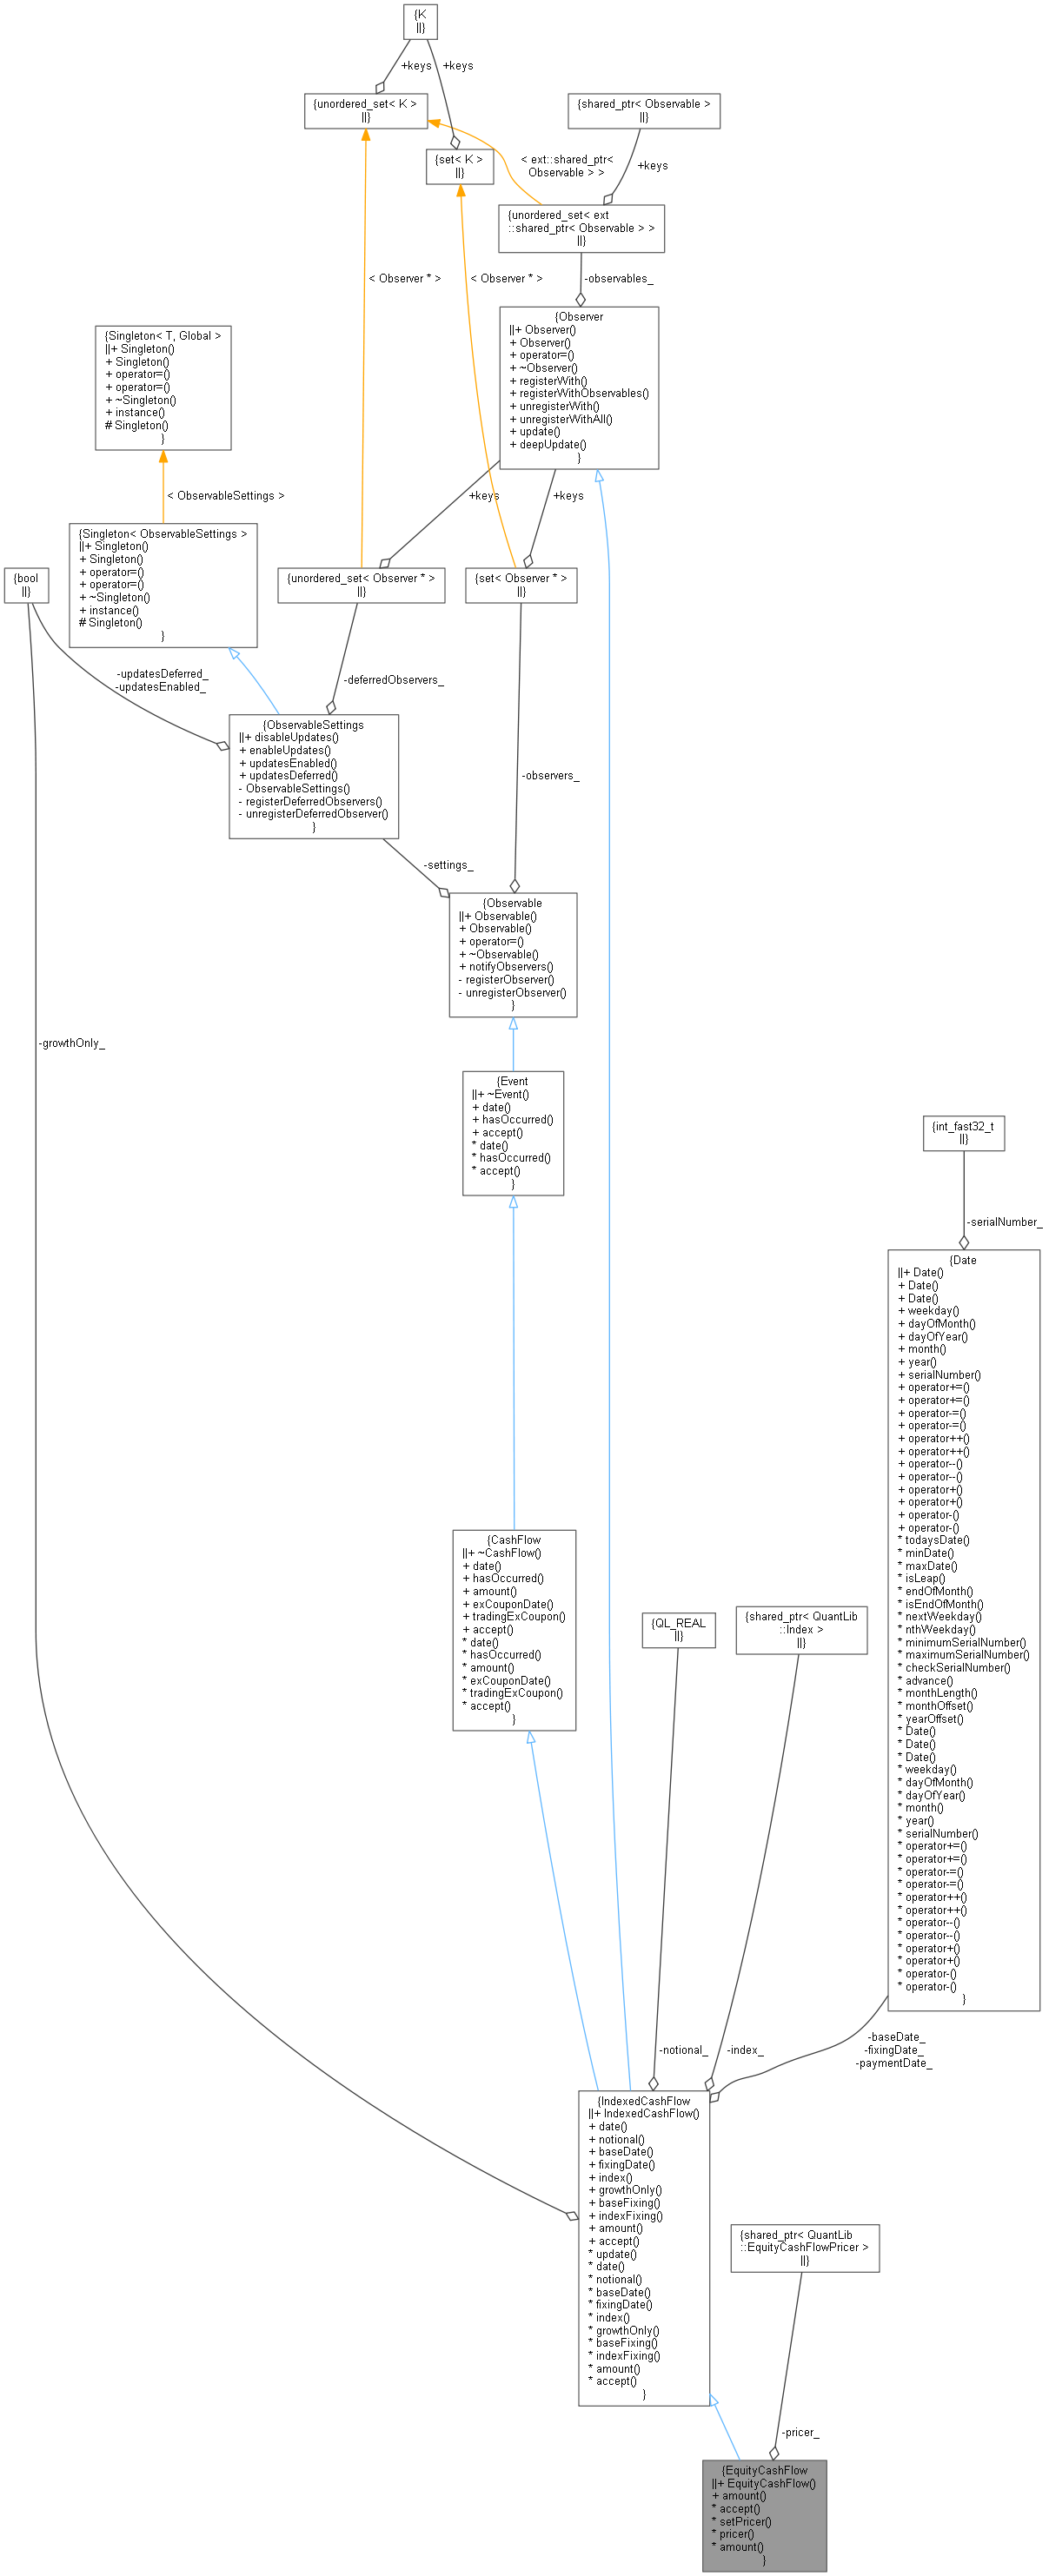 {K
||}
+keys
+keys
{unordered_set< K >
||}
{shared_ptr< Observable >
||}
{set< K >
||}
< ext::shared_ptr<
Observable > >
+keys
{unordered_set< ext
::shared_ptr< Observable > >
||}
< Observer * >
< Observer * >
-observables_
{Observer
||+ Observer()
+ Observer()
+ operator=()
+ ~Observer()
+ registerWith()
+ registerWithObservables()
+ unregisterWith()
+ unregisterWithAll()
+ update()
+ deepUpdate()
}
{Singleton< T, Global >
||+ Singleton()
+ Singleton()
+ operator=()
+ operator=()
+ ~Singleton()
+ instance()
# Singleton()
}
< ObservableSettings >
+keys
+keys
{Singleton< ObservableSettings >
||+ Singleton()
+ Singleton()
+ operator=()
+ operator=()
+ ~Singleton()
+ instance()
# Singleton()
}
{bool
||}
{unordered_set< Observer * >
||}
{set< Observer * >
||}
-updatesDeferred_
-updatesEnabled_
-deferredObservers_
{ObservableSettings
||+ disableUpdates()
+ enableUpdates()
+ updatesEnabled()
+ updatesDeferred()
- ObservableSettings()
- registerDeferredObservers()
- unregisterDeferredObserver()
}
-observers_
-settings_
{Observable
||+ Observable()
+ Observable()
+ operator=()
+ ~Observable()
+ notifyObservers()
- registerObserver()
- unregisterObserver()
}
-growthOnly_
{Event
||+ ~Event()
+ date()
+ hasOccurred()
+ accept()
* date()
* hasOccurred()
* accept()
}
{int_fast32_t
||}
-serialNumber_
{Date
||+ Date()
+ Date()
+ Date()
+ weekday()
+ dayOfMonth()
+ dayOfYear()
+ month()
+ year()
+ serialNumber()
+ operator+=()
+ operator+=()
+ operator-=()
+ operator-=()
+ operator++()
+ operator++()
+ operator--()
+ operator--()
+ operator+()
+ operator+()
+ operator-()
+ operator-()
* todaysDate()
* minDate()
* maxDate()
* isLeap()
* endOfMonth()
* isEndOfMonth()
* nextWeekday()
* nthWeekday()
* minimumSerialNumber()
* maximumSerialNumber()
* checkSerialNumber()
* advance()
* monthLength()
* monthOffset()
* yearOffset()
* Date()
* Date()
* Date()
* weekday()
* dayOfMonth()
* dayOfYear()
* month()
* year()
* serialNumber()
* operator+=()
* operator+=()
* operator-=()
* operator-=()
* operator++()
* operator++()
* operator--()
* operator--()
* operator+()
* operator+()
* operator-()
* operator-()
}
{CashFlow
||+ ~CashFlow()
+ date()
+ hasOccurred()
+ amount()
+ exCouponDate()
+ tradingExCoupon()
+ accept()
* date()
* hasOccurred()
* amount()
* exCouponDate()
* tradingExCoupon()
* accept()
}
{QL_REAL
||}
{shared_ptr< QuantLib
::Index >
||}
-notional_
-index_
-baseDate_
-fixingDate_
-paymentDate_
{IndexedCashFlow
||+ IndexedCashFlow()
+ date()
+ notional()
+ baseDate()
+ fixingDate()
+ index()
+ growthOnly()
+ baseFixing()
+ indexFixing()
+ amount()
+ accept()
* update()
* date()
* notional()
* baseDate()
* fixingDate()
* index()
* growthOnly()
* baseFixing()
* indexFixing()
* amount()
* accept()
}
{shared_ptr< QuantLib
::EquityCashFlowPricer >
||}
-pricer_
{EquityCashFlow
||+ EquityCashFlow()
+ amount()
* accept()
* setPricer()
* pricer()
* amount()
}